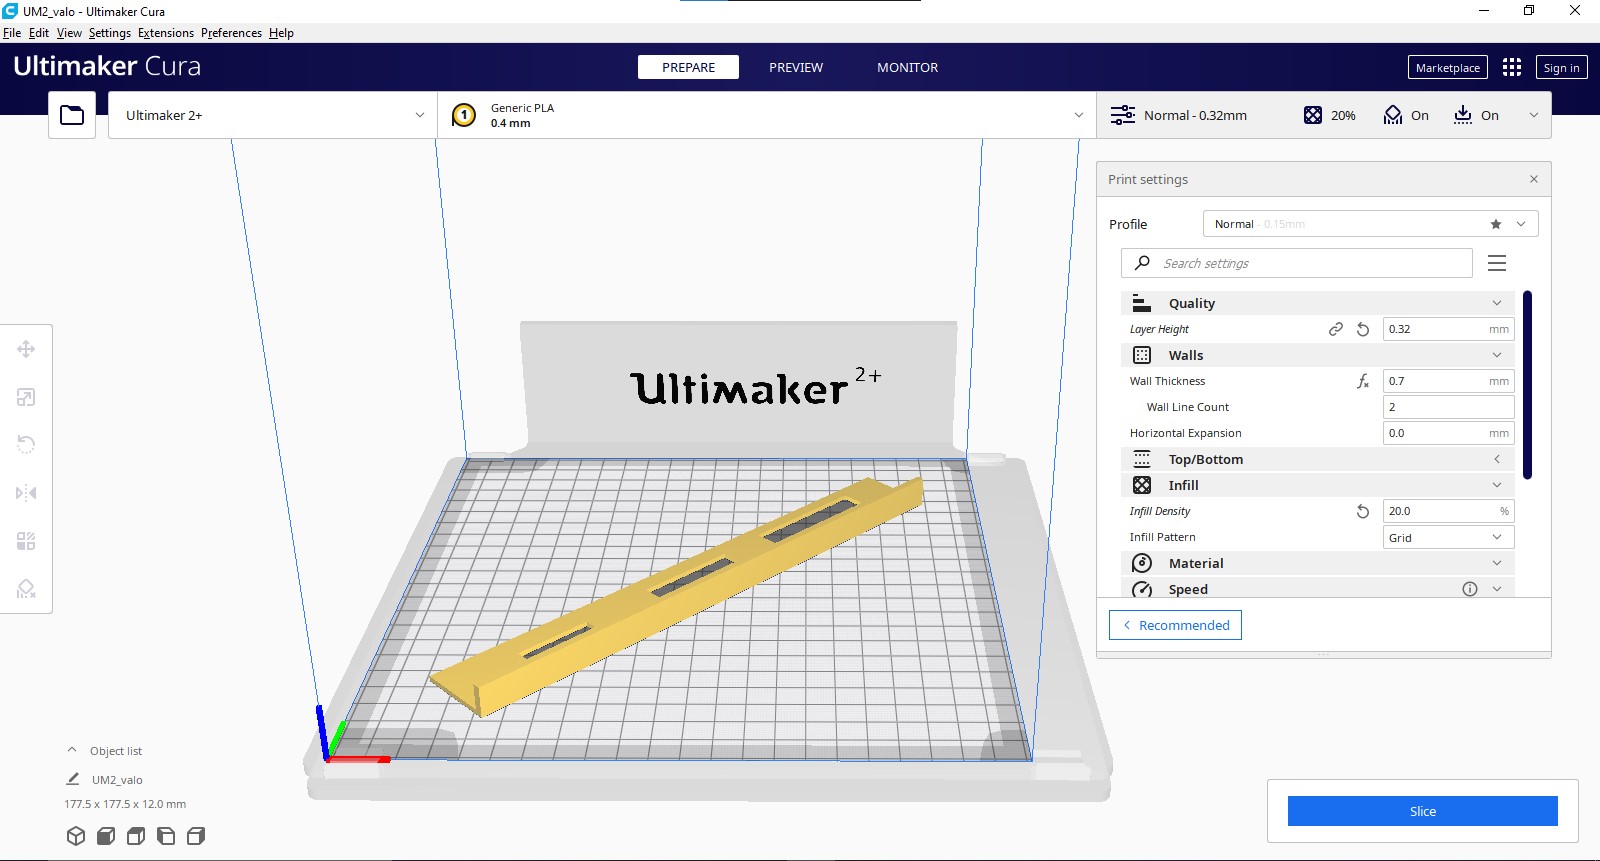 UM2_valo - Ultimaker Cura
File Edit View Settings Extensions Preferences Help
Ultimaker Cura
PREPARE PREVIEW MONITOR
Marketplace Sign in
Ultimaker 2+
1
Generic PLA
0.4 mm
Normal - 0.32mm 20% On On
Print settings
Profile Normal - 0.15mm
Search settings
Quality
Layer Height 0.32 mm
Walls
Wall Thickness 0.7 mm
Wall Line Count 2
Horizontal Expansion 0.0 mm
Top/Bottom
Infill
Infill Density 20.0 %
Infill Pattern Grid
Material
Speed
Recommended
Ultimaker 2+
Object list
UM2_valo
177.5 x 177.5 x 12.0 mm
Slice